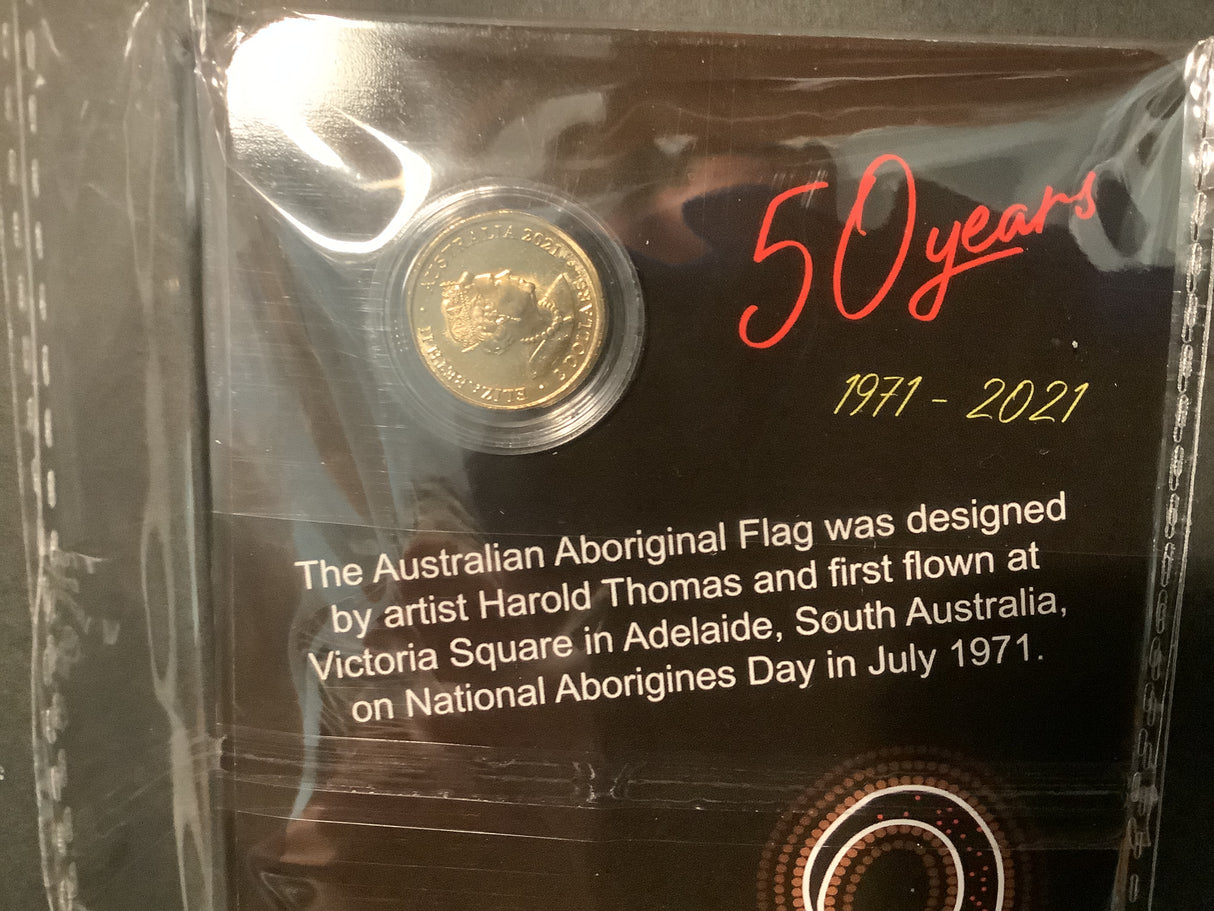 ELIZABETH II · AUSTRALIA 2021 · 2 DOLLARS ·
50 years
1971 - 2021
The Australian Aboriginal Flag was designed
by artist Harold Thomas and first flown at
Victoria Square in Adelaide, South Australia,
on National Aborigines Day in July 1971.